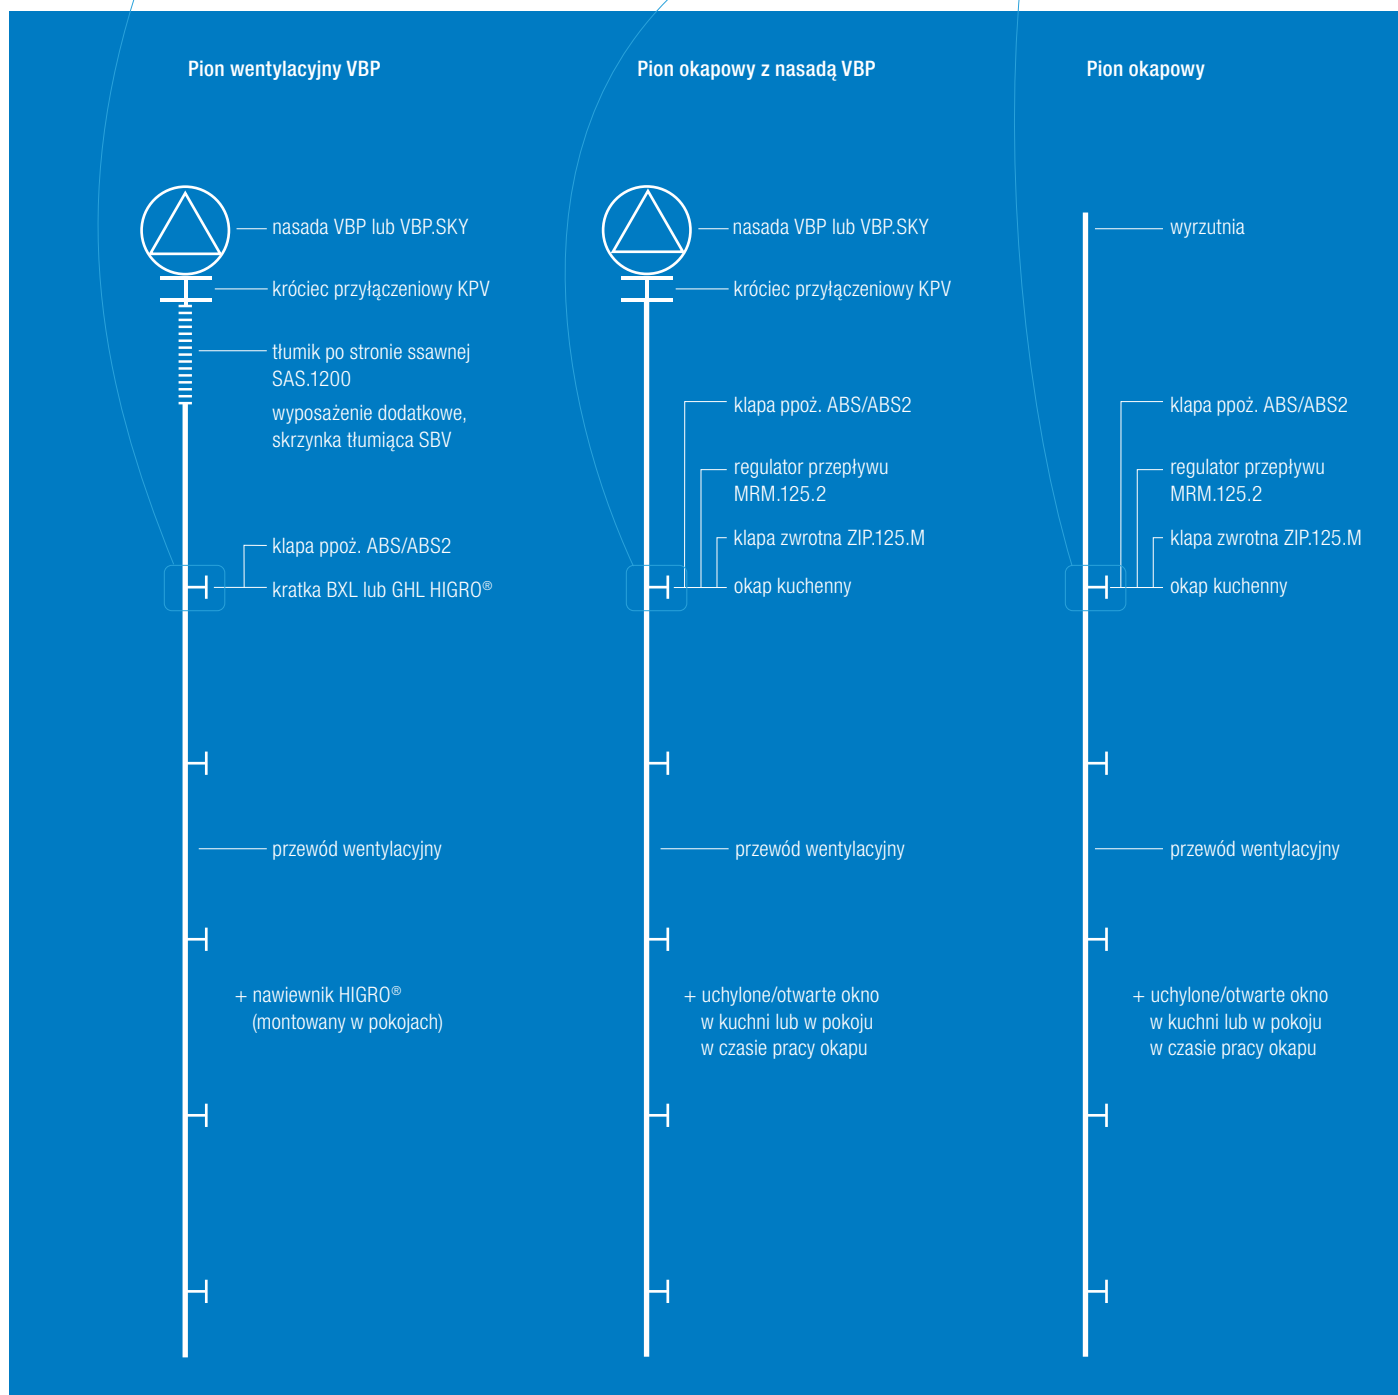 Pion wentylacyjny VBP
nasada VBP lub VBP.SKY
króciec przyłączeniowy KPV
tłumik po stronie ssawnej
SAS.1200
wyposażenie dodatkowe,
skrzynka tłumiąca SBV
klapa ppoż. ABS/ABS2
kratka BXL lub GHL HIGRO®
przewód wentylacyjny
+ nawiewnik HIGRO®
(montowany w pokojach)
Pion okapowy z nasadą VBP
nasada VBP lub VBP.SKY
króciec przyłączeniowy KPV
klapa ppoż. ABS/ABS2
regulator przepływu
MRM.125.2
klapa zwrotna ZIP.125.M
okap kuchenny
przewód wentylacyjny
+ uchylone/otwarte okno
w kuchni lub w pokoju
w czasie pracy okapu
Pion okapowy
wyrzutnia
klapa ppoż. ABS/ABS2
regulator przepływu
MRM.125.2
klapa zwrotna ZIP.125.M
okap kuchenny
przewód wentylacyjny
+ uchylone/otwarte okno
w kuchni lub w pokoju
w czasie pracy okapu